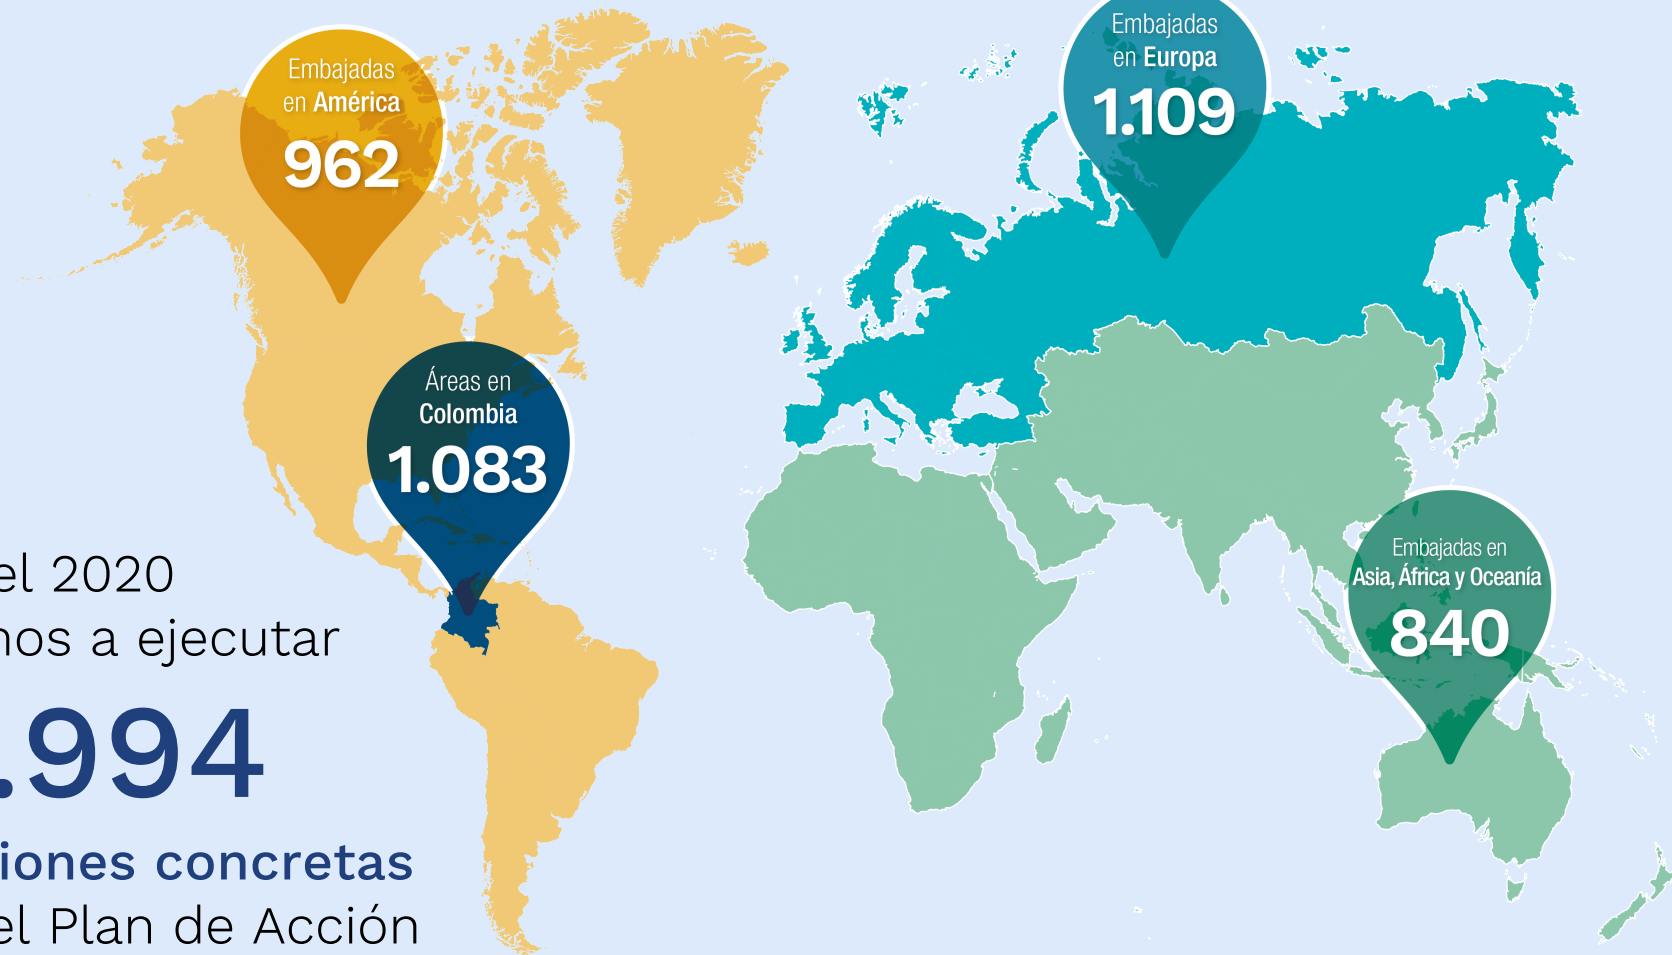 Embajadas
en América
962
Embajadas
en Europa
1.109
Áreas en
Colombia
1.083
Embajadas en
Asia, África y Oceanía
840
el 2020
nos a ejecutar
.994
iones concretas
el Plan de Acción